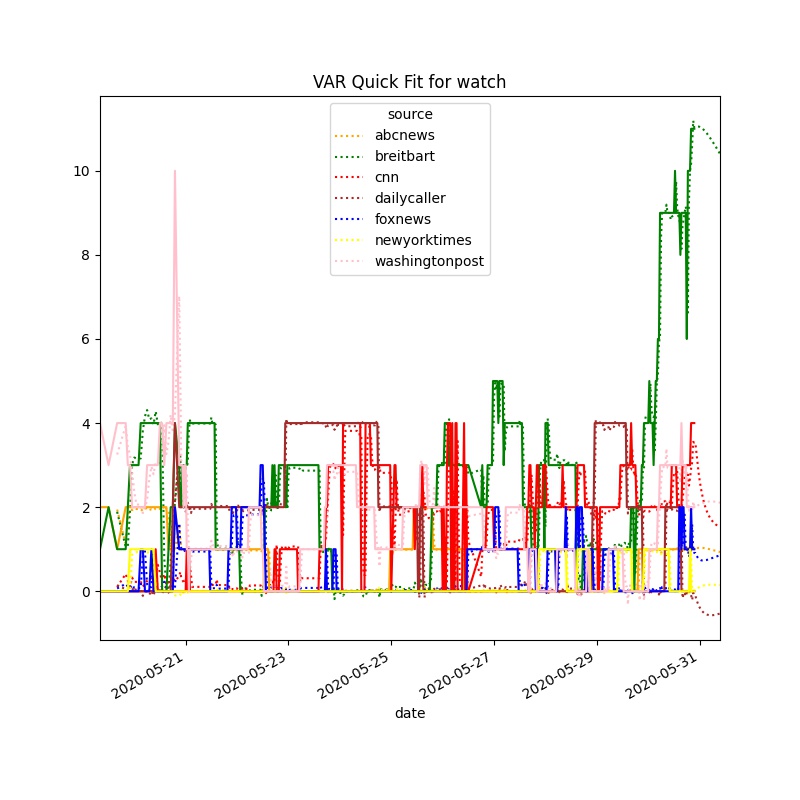 VAR Quick Fit for watch
source
abcnews
breitbart
cnn
dailycaller
foxnews
newyorktimes
washingtonpost
10
8
6
4
2
0
2020-05-21
2020-05-23
2020-05-25
2020-05-27
2020-05-29
2020-05-31
date